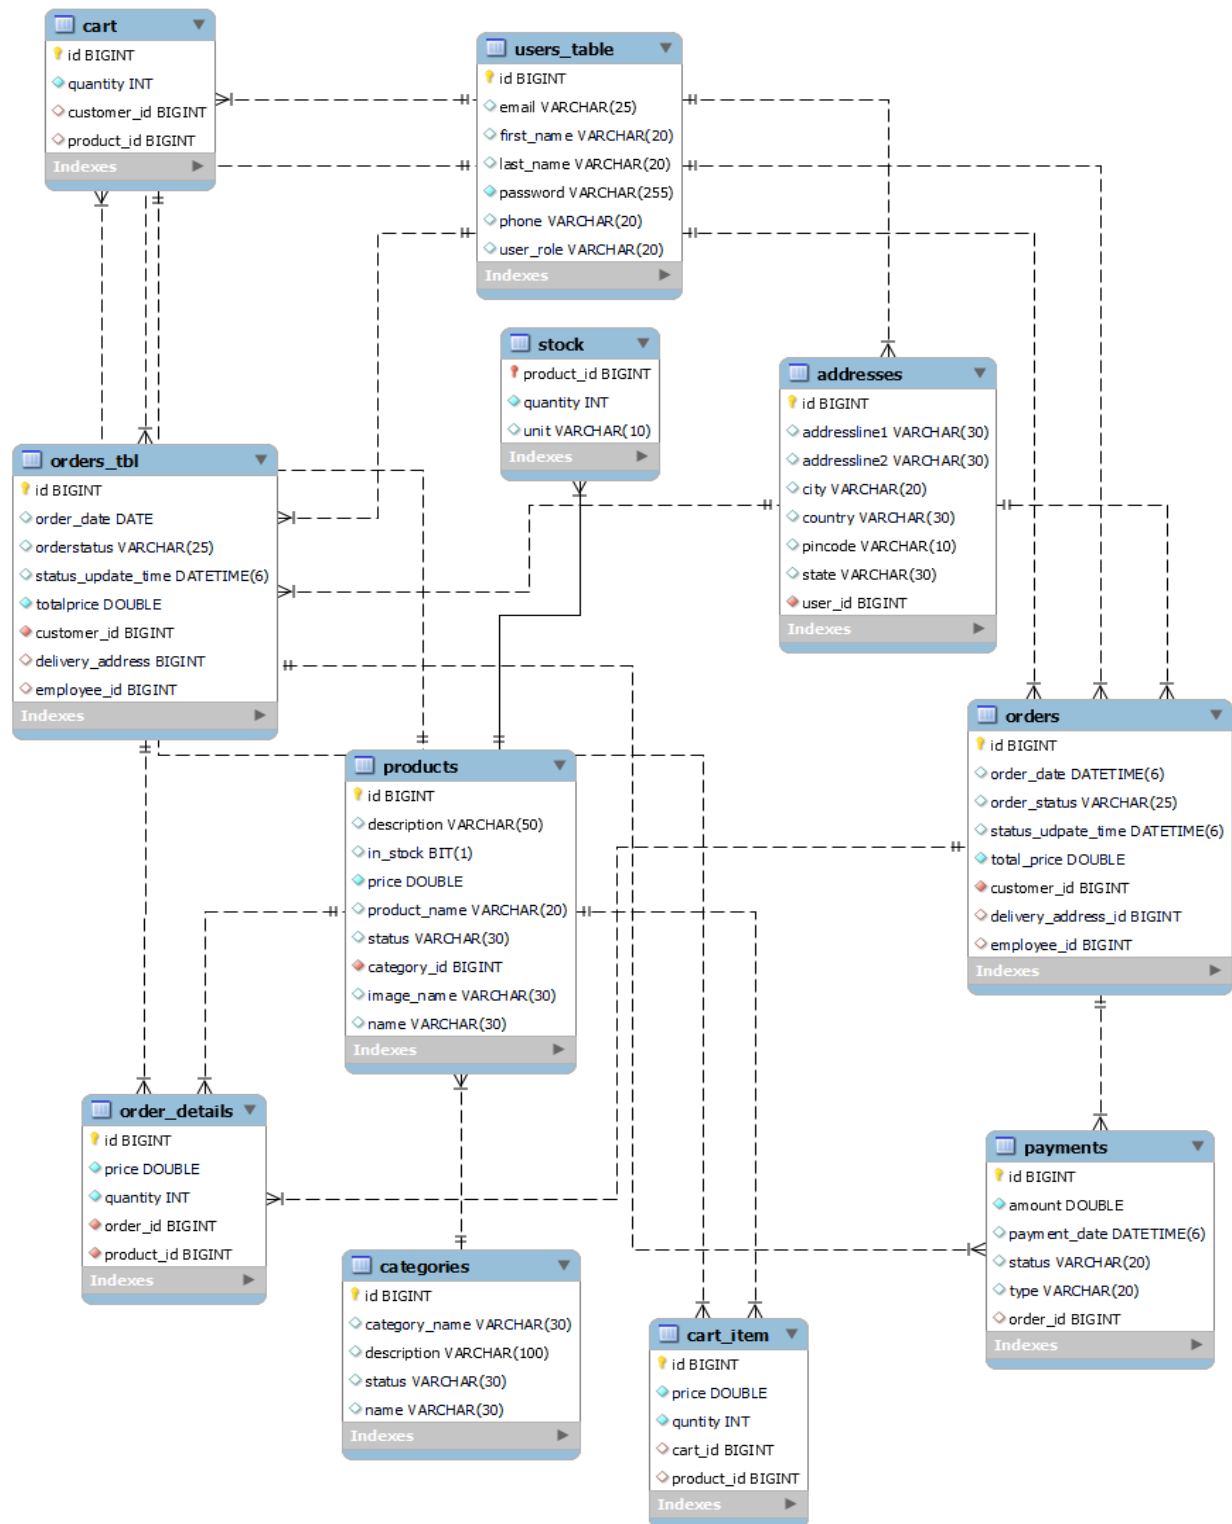 cart
id BIGINT
quantity INT
customer_id BIGINT
product_id BIGINT
Indexes
users_table
id BIGINT
email VARCHAR(25)
first_name VARCHAR(20)
last_name VARCHAR(20)
password VARCHAR(255)
phone VARCHAR(20)
user_role VARCHAR(20)
Indexes
stock
product_id BIGINT
quantity INT
unit VARCHAR(10)
Indexes
addresses
id BIGINT
addressline1 VARCHAR(30)
addressline2 VARCHAR(30)
city VARCHAR(20)
country VARCHAR(30)
pincode VARCHAR(10)
state VARCHAR(30)
user_id BIGINT
Indexes
orders_tbl
id BIGINT
order_date DATE
orderstatus VARCHAR(25)
status_update_time DATETIME(6)
totalprice DOUBLE
customer_id BIGINT
delivery_address BIGINT
employee_id BIGINT
Indexes
orders
id BIGINT
order_date DATETIME(6)
order_status VARCHAR(25)
status_udpate_time DATETIME(6)
total_price DOUBLE
customer_id BIGINT
delivery_address_id BIGINT
employee_id BIGINT
Indexes
products
id BIGINT
description VARCHAR(50)
in_stock BIT(1)
price DOUBLE
product_name VARCHAR(20)
status VARCHAR(30)
category_id BIGINT
image_name VARCHAR(30)
name VARCHAR(30)
Indexes
order_details
id BIGINT
price DOUBLE
quantity INT
order_id BIGINT
product_id BIGINT
Indexes
payments
id BIGINT
amount DOUBLE
payment_date DATETIME(6)
status VARCHAR(20)
type VARCHAR(20)
order_id BIGINT
Indexes
categories
id BIGINT
category_name VARCHAR(30)
description VARCHAR(100)
status VARCHAR(30)
name VARCHAR(30)
Indexes
cart_item
id BIGINT
price DOUBLE
quntity INT
cart_id BIGINT
product_id BIGINT
Indexes